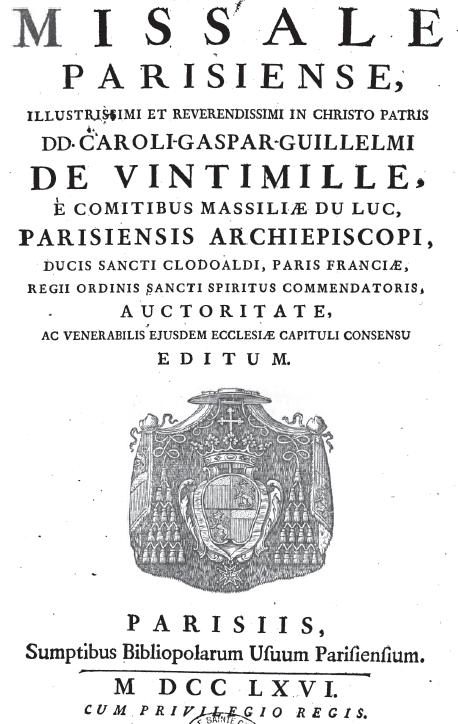 MISSALE
PARISIENSE,
ILLUSTRISSIMI ET REVERENDISSIMI IN CHRISTO PATRIS
DD. CAROLI-GASPAR-GUILLELMI
DE VINTIMILLE,
È COMITIBUS MASSILIÆ DU LUC,
PARISIENSIS ARCHIEPISCOPI,
DUCIS SANCTI CLODOALDI, PARIS FRANCIÆ,
REGII ORDINIS SANCTI SPIRITUS COMMENDATORIS,
AUCTORITATE,
AC VENERABILIS EJUSDEM ECCLESIÆ CAPITULI CONSENSU
EDITUM.
PARISIIS,
Sumptibus Bibliopolarum Uſuum Pariſienſium.
M DCC LXVI.
CUM PRIVILEGIO REGIS.
SAINTE